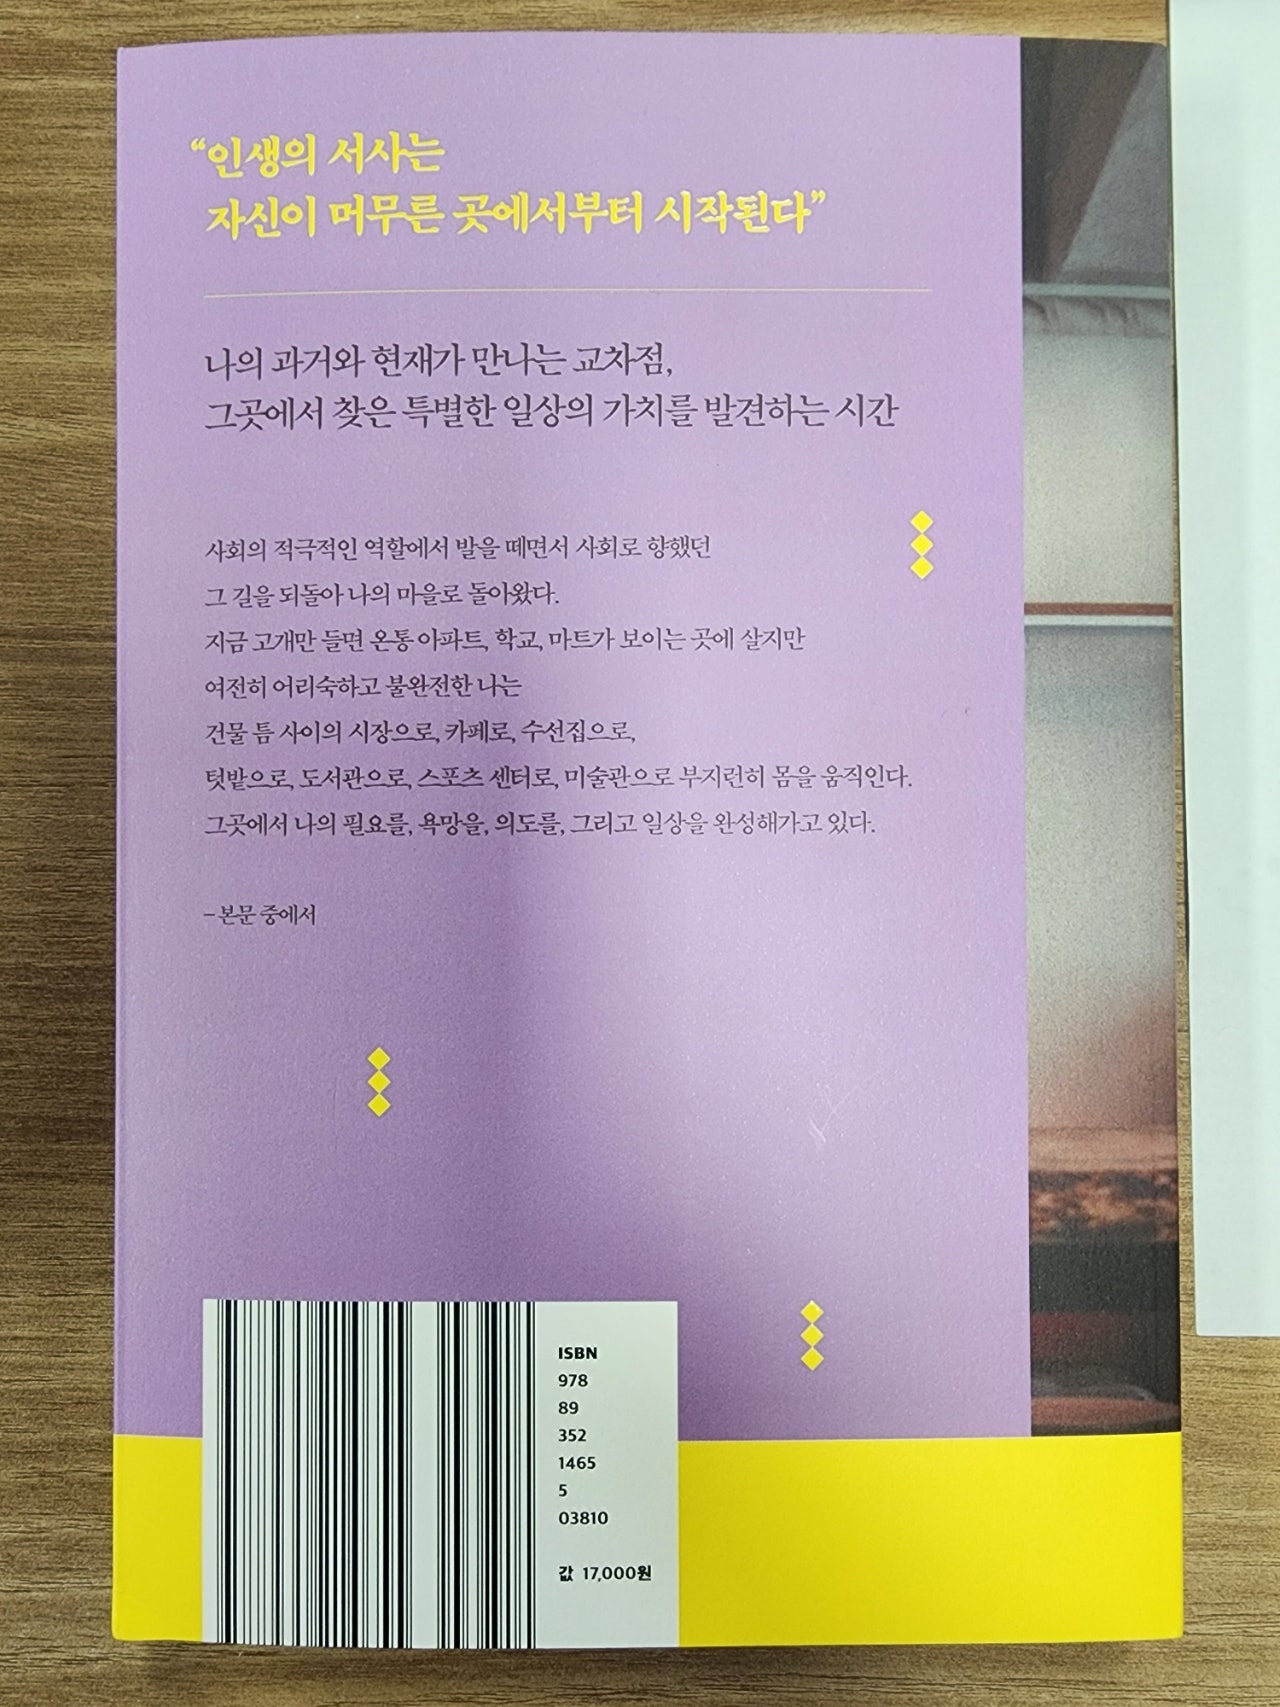 “인생의 서사는
자신이 머무른 곳에서부터 시작된다”
나의 과거와 현재가 만나는 교차점,
그곳에서 찾은 특별한 일상의 가치를 발견하는 시간
사회의 적극적인 역할에서 발을 떼면서 사회로 향했던
그 길을 되돌아 나의 마을로 돌아왔다.
지금 고개만 들면 온통 아파트, 학교, 마트가 보이는 곳에 살지만
여전히 어리숙하고 불완전한 나는
건물 틈 사이의 시장으로, 카페로, 수선집으로,
텃밭으로, 도서관으로, 스포츠 센터로, 미술관으로 부지런히 몸을 움직인다.
그곳에서 나의 필요를, 욕망을, 의도를, 그리고 일상을 완성해가고 있다.
–본문 중에서
ISBN
978
89
352
1465
5
03810
값 17,000원